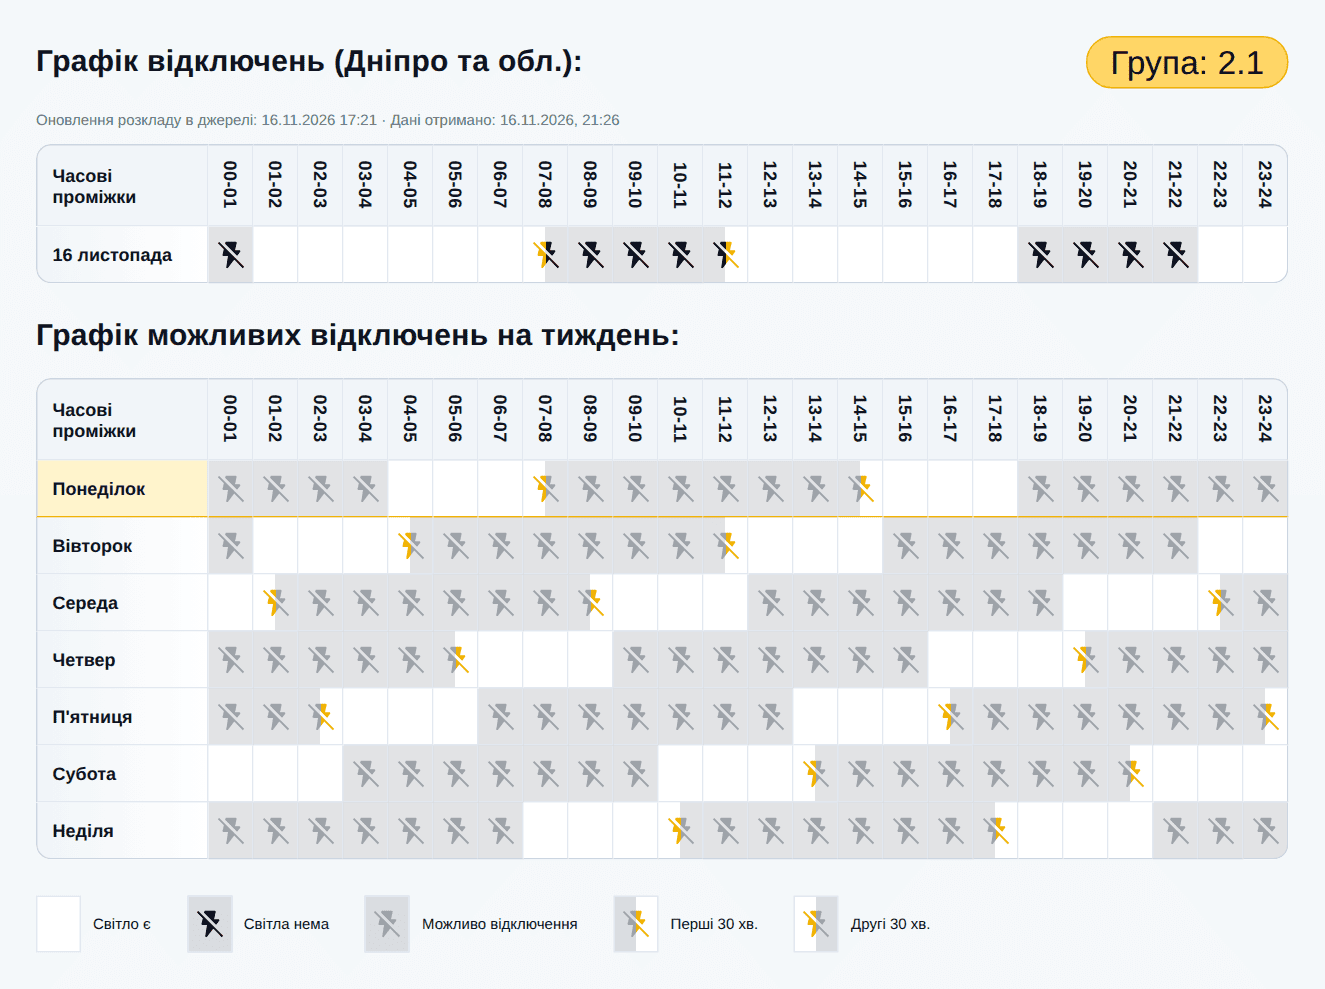 Графік відключень (Дніпро та обл.):
Група: 2.1
Оновлення розкладу в джерелі: 16.11.2026 17:21 · Дані отримано: 16.11.2026, 21:26
Часові проміжки 00-01 01-02 02-03 03-04 04-05 05-06 06-07 07-08 08-09 09-10 10-11 11-12 12-13 13-14 14-15 15-16 16-17 17-18 18-19 19-20 20-21 21-22 22-23 23-24
16 листопада
Графік можливих відключень на тиждень:
Часові проміжки 00-01 01-02 02-03 03-04 04-05 05-06 06-07 07-08 08-09 09-10 10-11 11-12 12-13 13-14 14-15 15-16 16-17 17-18 18-19 19-20 20-21 21-22 22-23 23-24
Понеділок
Вівторок
Середа
Четвер
П'ятниця
Субота
Неділя
Світло є Світла нема Можливо відключення Перші 30 хв. Другі 30 хв.